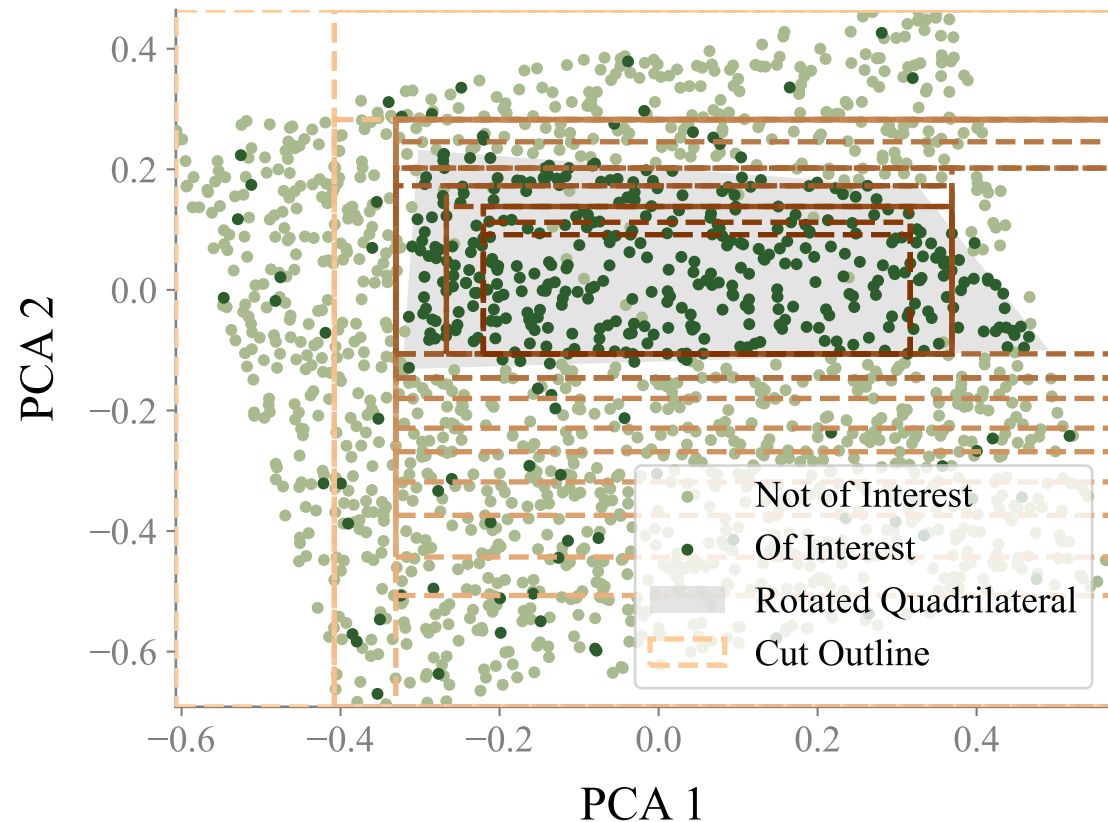 0.4
0.2
0.0
−0.2
−0.4
−0.6
PCA 2
Not of Interest
Of Interest
Rotated Quadrilateral
Cut Outline
−0.6
−0.4
−0.2
0.0
0.2
0.4
PCA 1